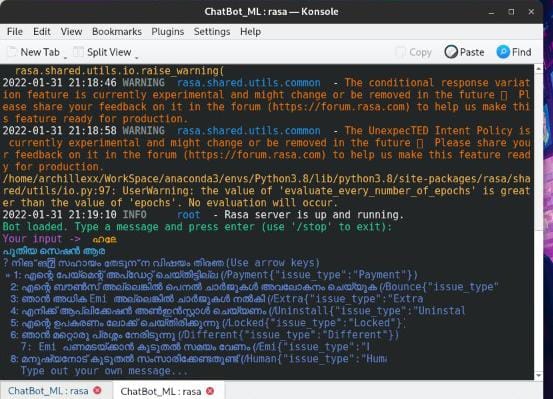 ChatBot_ML : rasa — Konsole
File Edit View Bookmarks Plugins Settings Help
New Tab Split View Copy Paste Find
rasa.shared.utils.io.raise_warning(
2022-01-31 21:18:46 WARNING rasa.shared.utils.common - The conditional response variat
ion feature is currently experimental and might change or be removed in the future Pl
ease share your feedback on it in the forum (https://forum.rasa.com) to help us make thi
s feature ready for production.
2022-01-31 21:18:58 WARNING rasa.shared.utils.common - The UnexpecTED Intent Policy is
currently experimental and might change or be removed in the future Please share you
r feedback on it in the forum (https://forum.rasa.com) to help us make this feature read
y for production.
/home/archillexx/WorkSpace/anaconda3/envs/Python3.8/lib/python3.8/site-packages/rasa/sha
red/utils/io.py:97: UserWarning: the value of 'evaluate_every_number_of_epochs' is great
er than the value of 'epochs'. No evaluation will occur.
2022-01-31 21:19:10 INFO root - Rasa server is up and running.
Bot loaded. Type a message and press enter (use '/stop' to exit):
Your input -> ഹലോ
പുതിയ സെഷൻ ആര
? സഹായം തേടുന്ന വിഷയം (Use arrow keys)
» 1: എന്റെ പേയ്മെന്റ് അപ്ഡേറ്റ് ചെയ്തിട്ടില്ല (/Payment{"issue_type":"Payment"})
2: എന്റെ ബൗൺസ് അല്ലെങ്കിൽ പെനൽ ചാർജുകൾ അവലോകനം ചെയ്യുക (/Bounce{"issue_type"
3: ഞാൻ അധിക Emi അല്ലെങ്കിൽ ചാർജുകൾ നൽകി (/Extra{"issue_type":"Extra
4: എനിക്ക് ആപ്ലിക്കേഷൻ അൺഇൻസ്റ്റാൾ ചെയ്യണം (/Uninstall{"issue_type":"Uninstal
5: എന്റെ ഉപകരണം ലോക്ക് ചെയ്തിരിക്കുന്നു (/Locked{"issue_type":"Locked"}
6: ഞാൻ മറ്റൊരു പ്രശ്നം നേരിടുന്നു (/Different{"issue_type":"Different"})
7: Emi പണമടയ്ക്കാൻ കൂടുതൽ സമയം വേണം (/Emi{"issue_type":"
8: മനുഷ്യനോട് കൂടുതൽ സംസാരിക്കേണ്ടതുണ്ട് (/Human{"issue_type":"Hum
Type out your own message...
ChatBot_ML : rasa ChatBot_ML : rasa